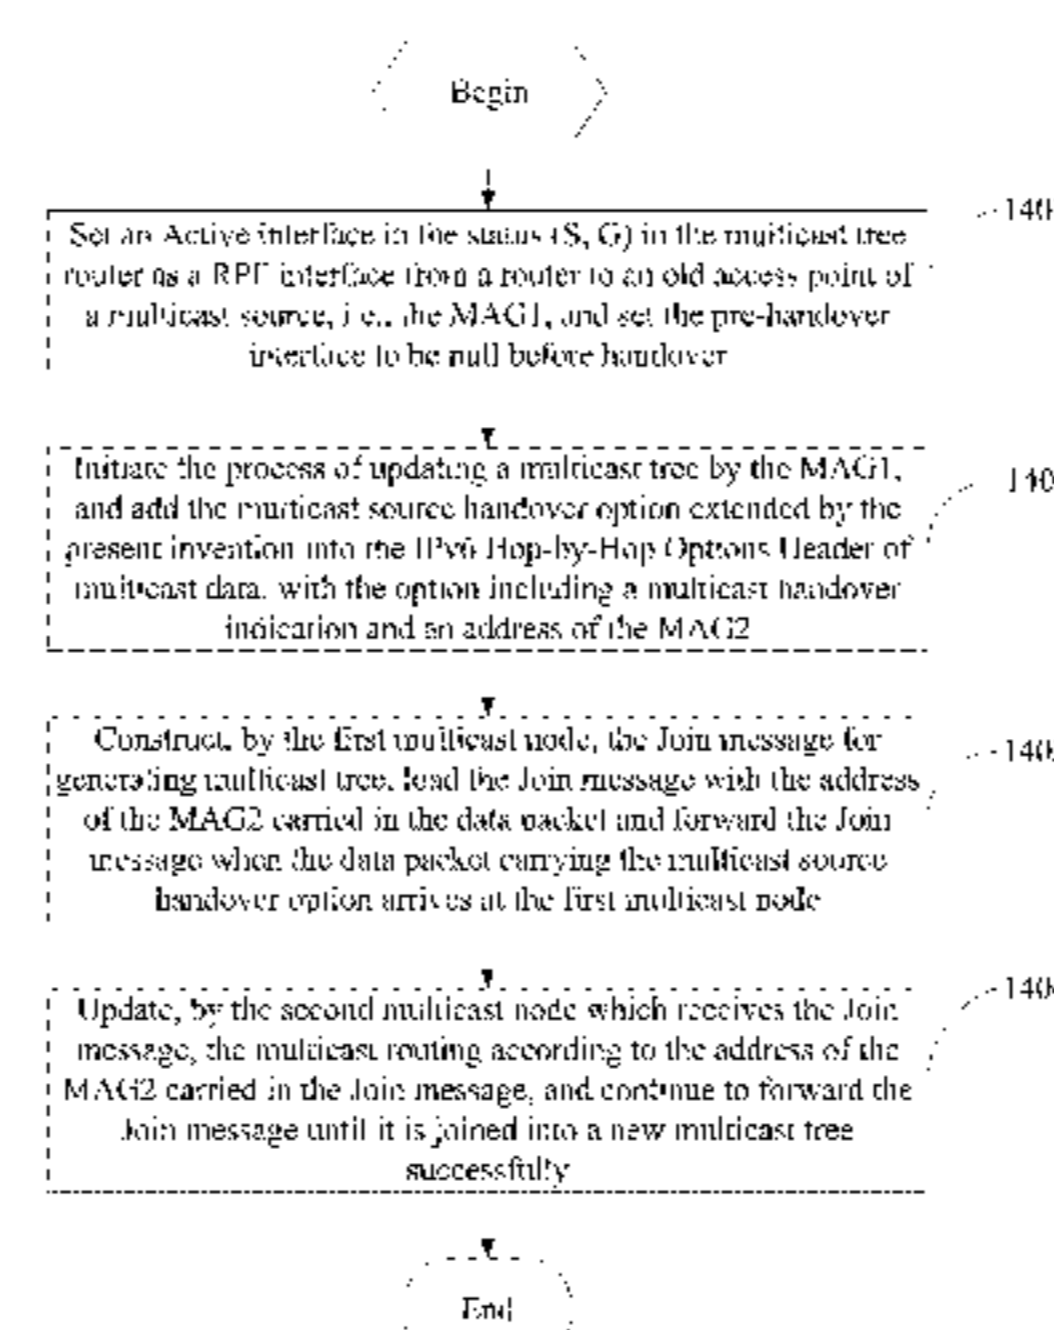 Begin
Set an Active interface in the status (S, G) in the multicast tree
router as a RPF interface from a router to an old access point of
a multicast source, i.e., the MAG1, and set the pre-handover
interface to be null before handover
Initiate the process of updating a multicast tree by the MAG1,
and add the multicast source handover option extended by the
present invention into the IPv6 Hop-by-Hop Options Header of
multicast data, with the option including a multicast handover
indication and an address of the MAG2
Construct, by the first multicast node, the Join message for
generating multicast tree, load the Join message with the address
of the MAG2 carried in the data packet and forward the Join
message when the data packet carrying the multicast source
handover option arrives at the first multicast node
Update, by the second multicast node which receives the Join
message, the multicast routing according to the address of the
MAG2 carried in the Join message, and continue to forward the
Join message until it is joined into a new multicast tree
successfully
End